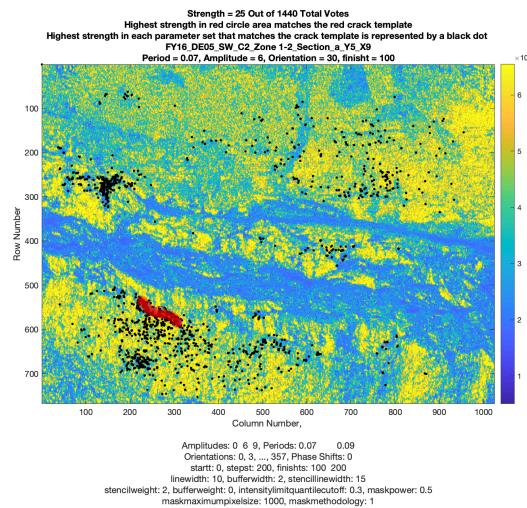 Strength = 25 Out of 1440 Total Votes
Highest strength in red circle area matches the red crack template
Highest strength in each parameter set that matches the crack template is represented by a black dot
FY16_DE05_SW_C2_Zone 1-2_Section_a_Y5_X9
Period = 0.07, Amplitude = 6, Orientation = 30, finisht = 100
×10
6
5
4
3
2
1
Row Number
100
200
300
400
500
600
700
100 200 300 400 500 600 700 800 900 1000
Column Number,
Amplitudes: 0 6 9, Periods: 0.07 0.09
Orientations: 0, 3, ..., 357, Phase Shifts: 0
startt: 0, stepst: 200, finishts: 100 200
linewidth: 10, bufferwidth: 2, stencillinewidth: 15
stencilweight: 2, bufferweight: 0, intensitylimitquantilecutoff: 0.3, maskpower: 0.5
maskmaximumpixelsize: 1000, maskmethodology: 1